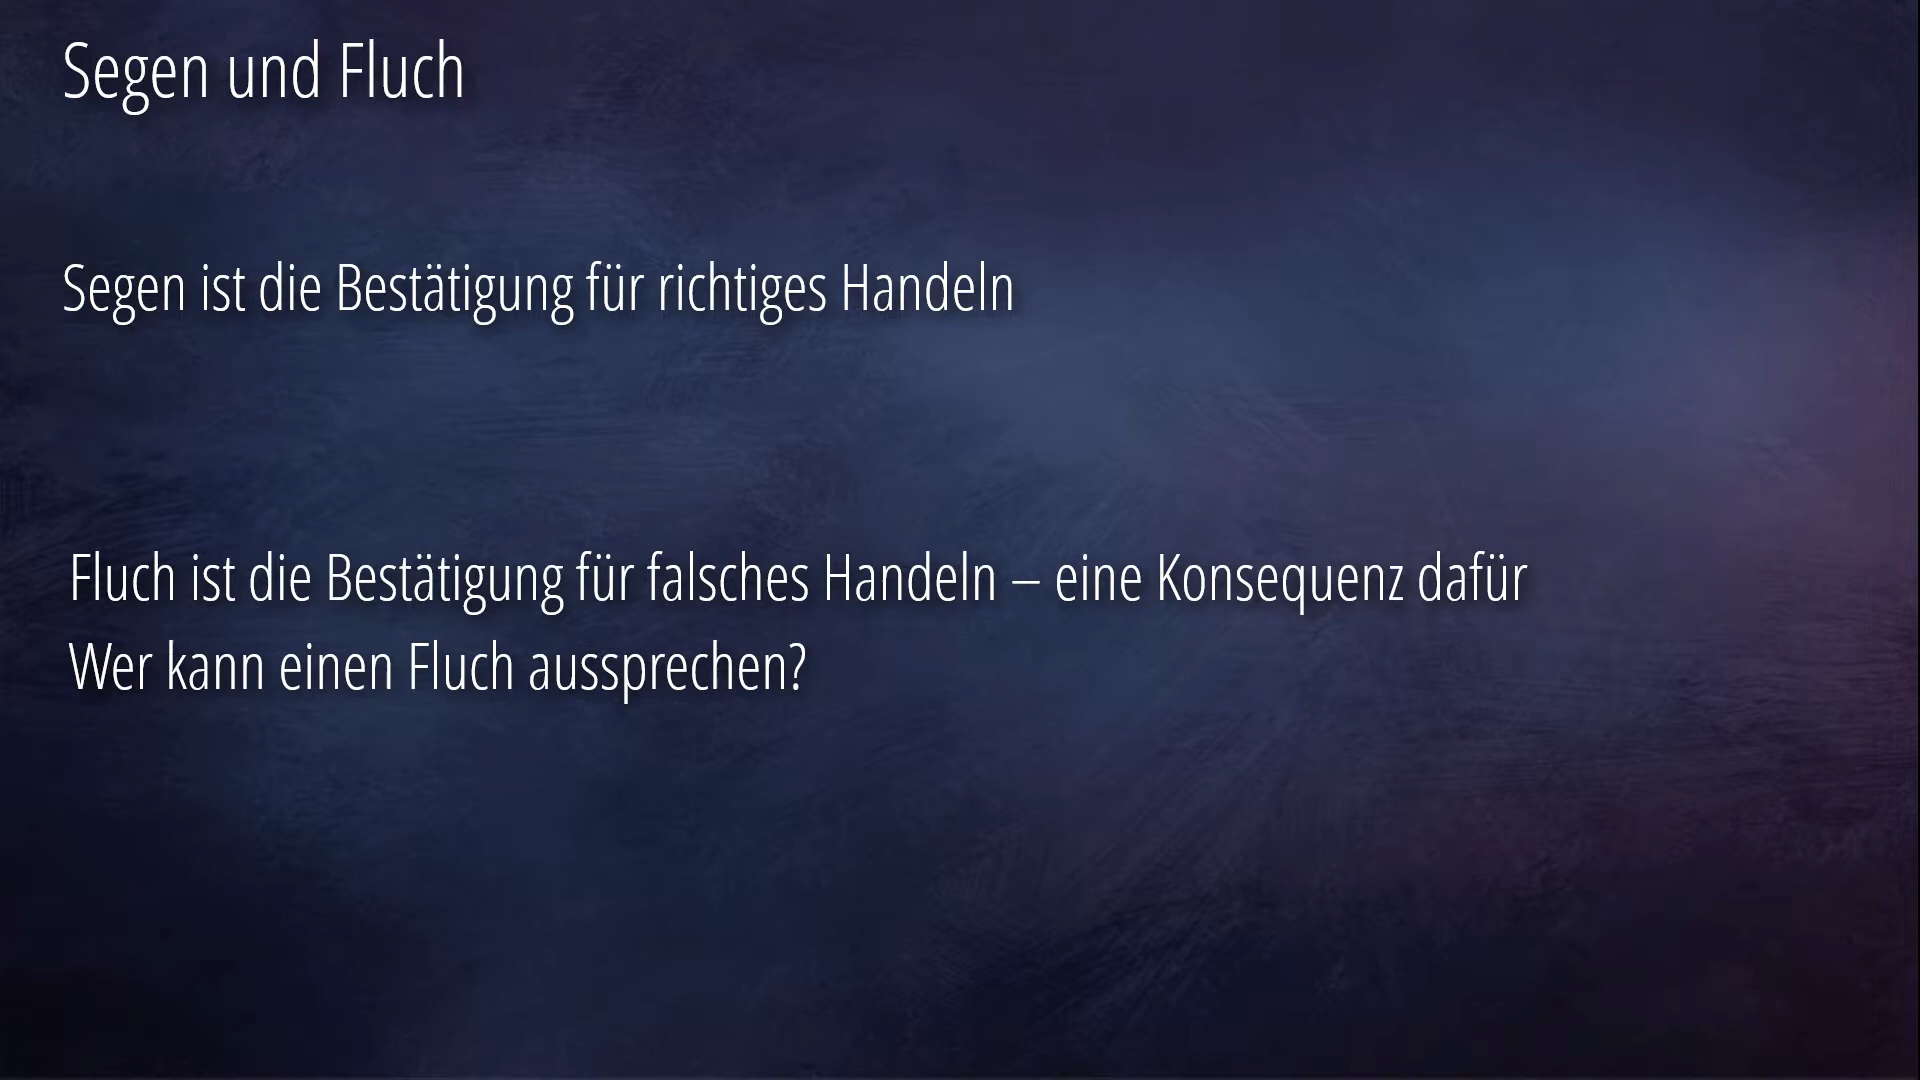 Segen und Fluch
Segen ist die Bestätigung für richtiges Handeln
Fluch ist die Bestätigung für falsches Handeln – eine Konsequenz dafür
Wer kann einen Fluch aussprechen?